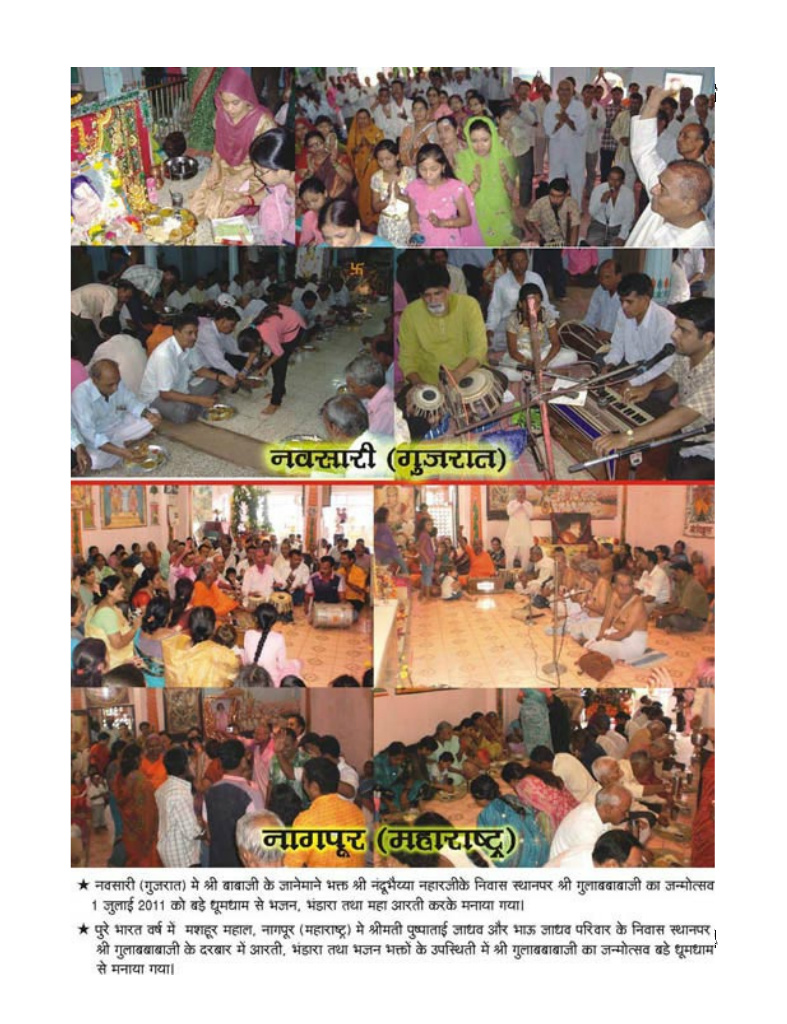 नवसारी (गुजरात)
नागपूर (महाराष्ट्र)
★ नवसारी (गुजरात) मे श्री बाबाजी के जानेमाने भक्त श्री नंदूभैय्या नहारजीके निवास स्थानपर श्री गुलाबबाबाजी का जन्मोत्सव
1 जुलाई 2011 को बड़े धूमधाम से भजन, भंडारा तथा महा आरती करके मनाया गया।
★ पुरे भारत वर्ष में मशहूर महाल, नागपूर (महाराष्ट्र) मे श्रीमती पुष्पाताई जाधव और भाऊ जाधव परिवार के निवास स्थानपर
श्री गुलाबबाबाजी के दरबार में आरती, भंडारा तथा भजन भक्तों के उपस्थिती में श्री गुलाबबाबाजी का जन्मोत्सव बडे धूमधाम
से मनाया गया।